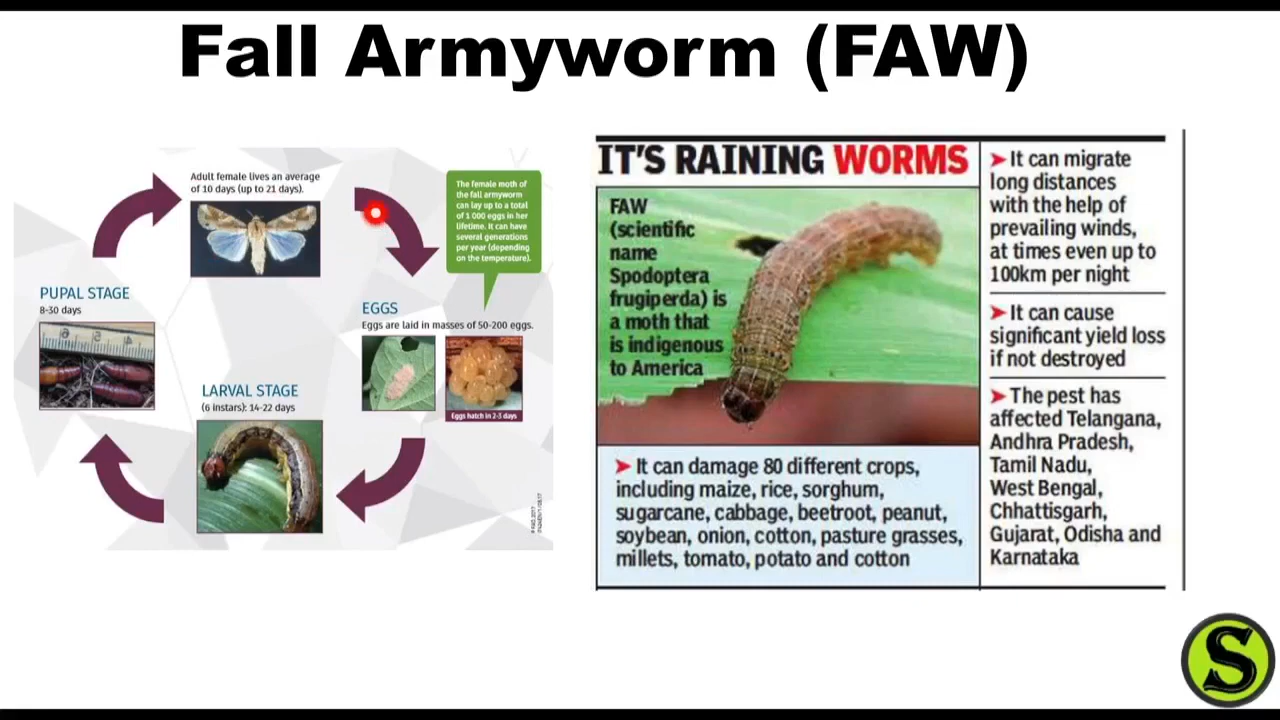 Fall Armyworm (FAW)
Adult female lives an average
of 10 days (up to 21 days).
The female moth of
the fall armyworm
can lay up to a total
of 1 000 eggs in her
lifetime. It can have
several generations
per year (depending
on the temperature).
PUPAL STAGE
8-30 days
EGGS
Eggs are laid in masses of 50-200 eggs.
Eggs hatch in 2-3 days
LARVAL STAGE
(6 instars): 14-22 days
IT'S RAINING WORMS
FAW
(scientific
name
Spodoptera
frugiperda) is
a moth that
is indigenous
to America
➤ It can damage 80 different crops,
including maize, rice, sorghum,
sugarcane, cabbage, beetroot, peanut,
soybean, onion, cotton, pasture grasses,
millets, tomato, potato and cotton
➤ It can migrate
long distances
with the help of
prevailing winds,
at times even up to
100km per night
➤ It can cause
significant yield loss
if not destroyed
➤ The pest has
affected Telangana,
Andhra Pradesh,
Tamil Nadu,
West Bengal,
Chhattisgarh,
Gujarat, Odisha and
Karnataka
S